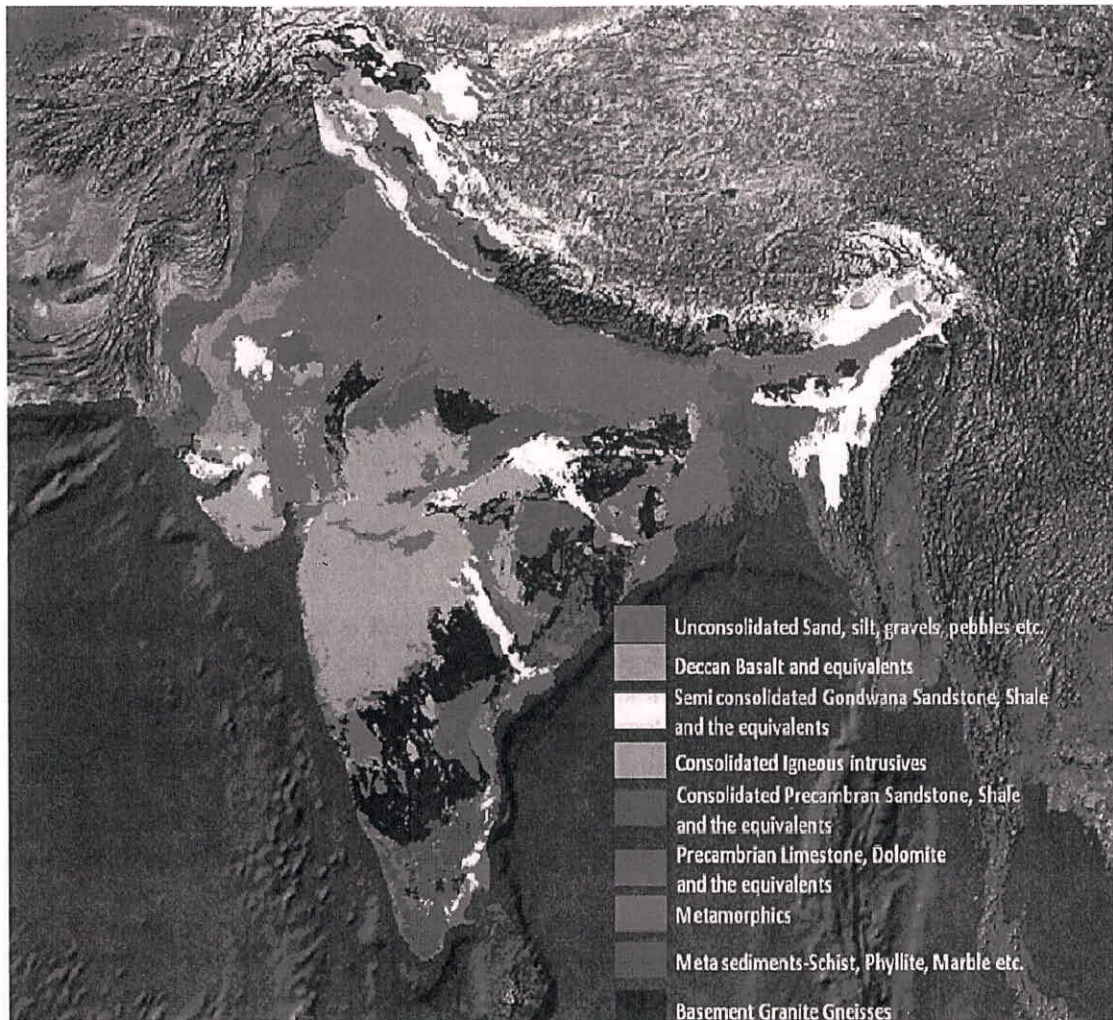 Unconsolidated Sand, silt, gravels, pebbles etc.
Deccan Basalt and equivalents
Semi consolidated Gondwana Sandstone, Shale
and the equivalents
Consolidated Igneous intrusives
Consolidated Precambran Sandstone, Shale
and the equivalents
Precambrian Limestone, Dolomite
and the equivalents
Metamorphics
Meta sediments-Schist, Phyllite, Marble etc.
Basement Granite Gneisses